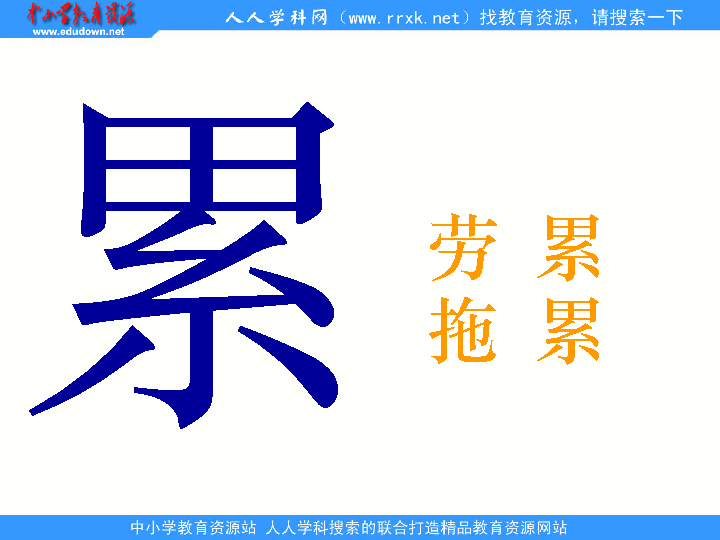 中小学教育资源
www.edudown.net
人人学科网（www.rrxk.net）找教育资源，请搜索一下
累
劳 累
拖 累
中小学教育资源站 人人学科搜索的联合打造精品教育资源网站